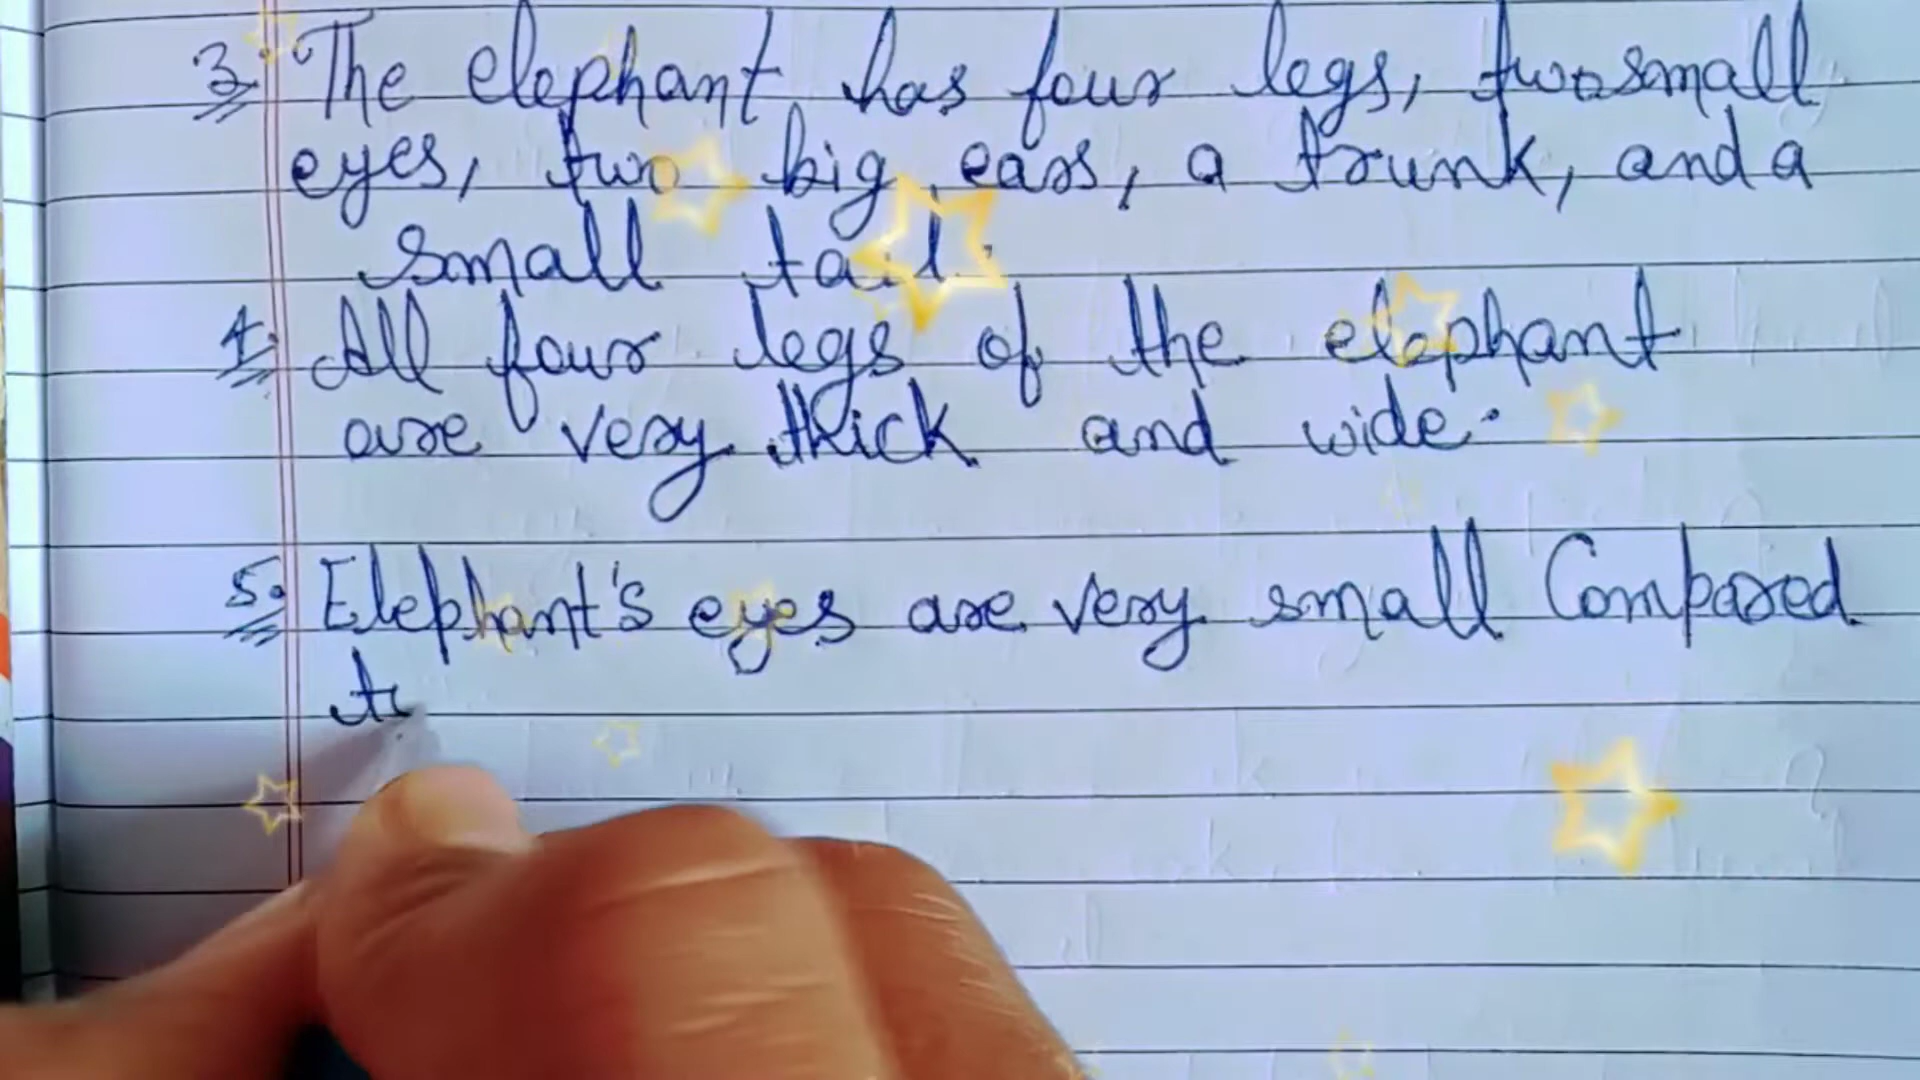 3. The elephant has four legs, two small
eyes, two big ears, a trunk, and a
small tail.
4. All four legs of the elephant
are very thick and wide.
5. Elephant's eyes are very small Compared
to